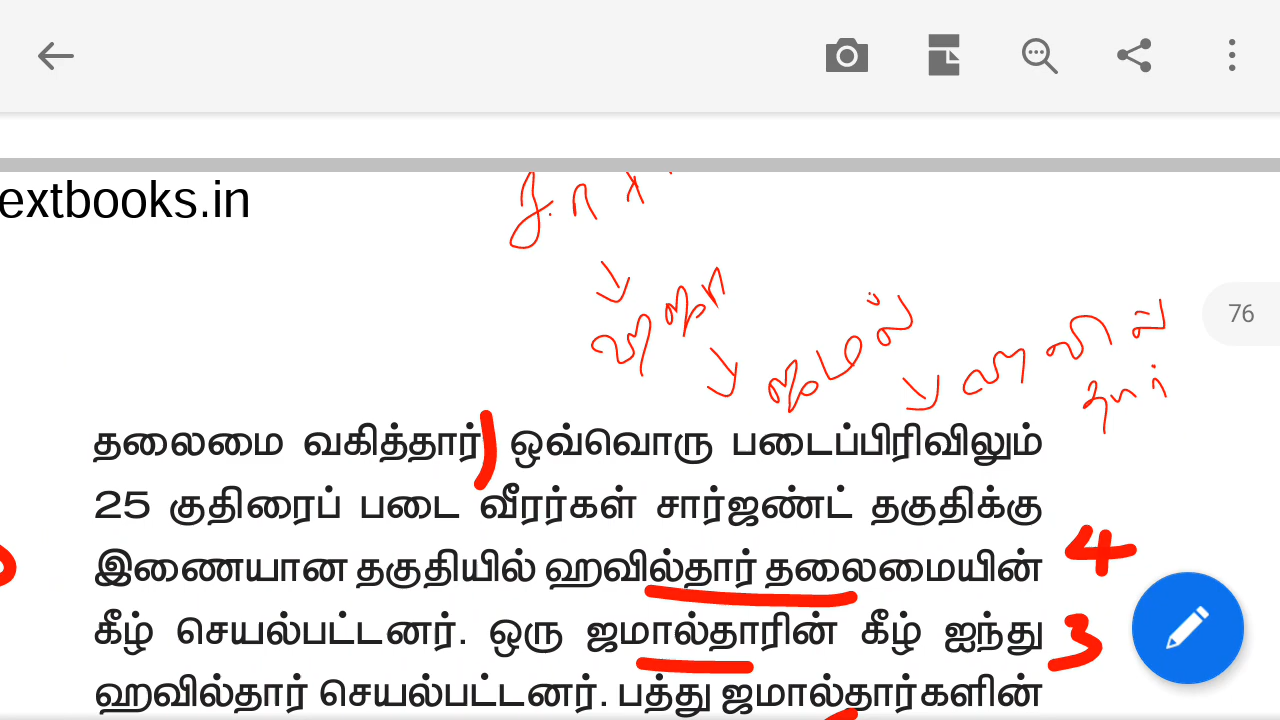 extbooks.in
76
தலைமை வகித்தார் ஒவ்வொரு படைப்பிரிவிலும்
25 குதிரைப் படை வீரர்கள் சார்ஜண்ட் தகுதிக்கு
இணையான தகுதியில் ஹவில்தார் தலைமையின்
4
கீழ் செயல்பட்டனர். ஒரு ஜமால்தாரின் கீழ் ஐந்து
3
ஹவில்தார் செயல்பட்டனர். பத்து ஜமால்தார்களின்